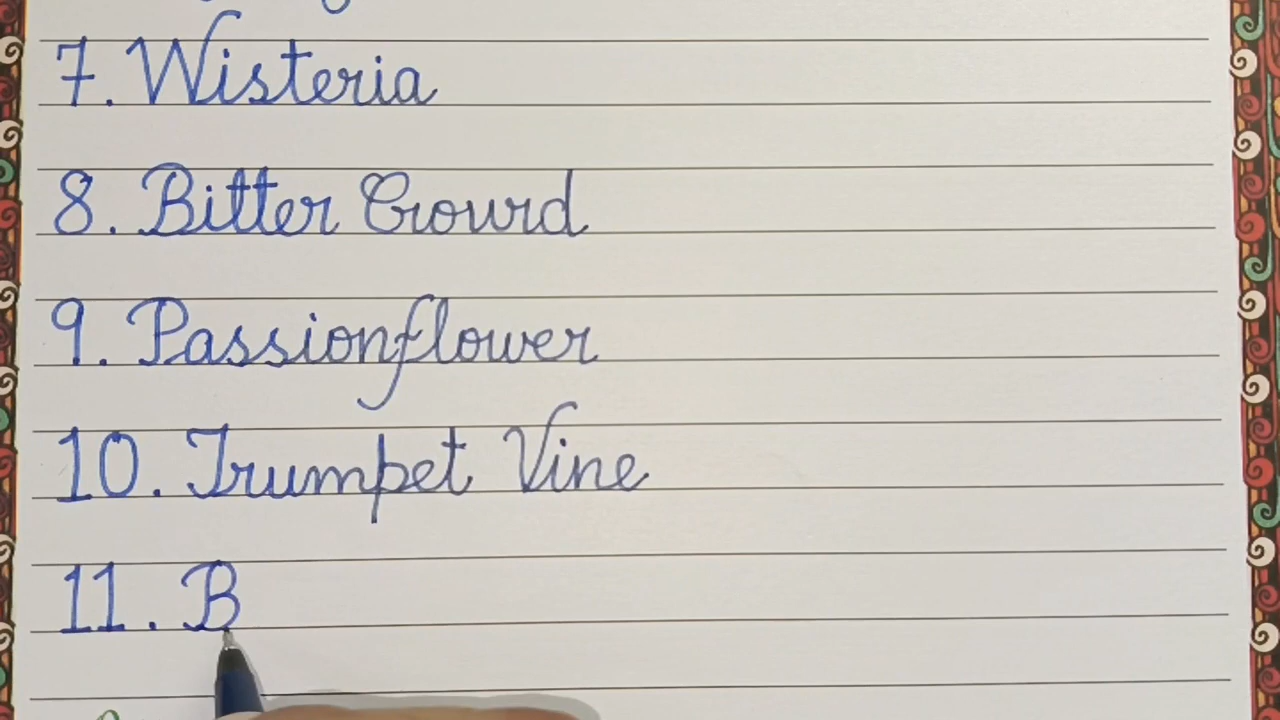 7. Wisteria
8. Bitter Gourd
9. Passionflower
10. Trumpet Vine
11. B